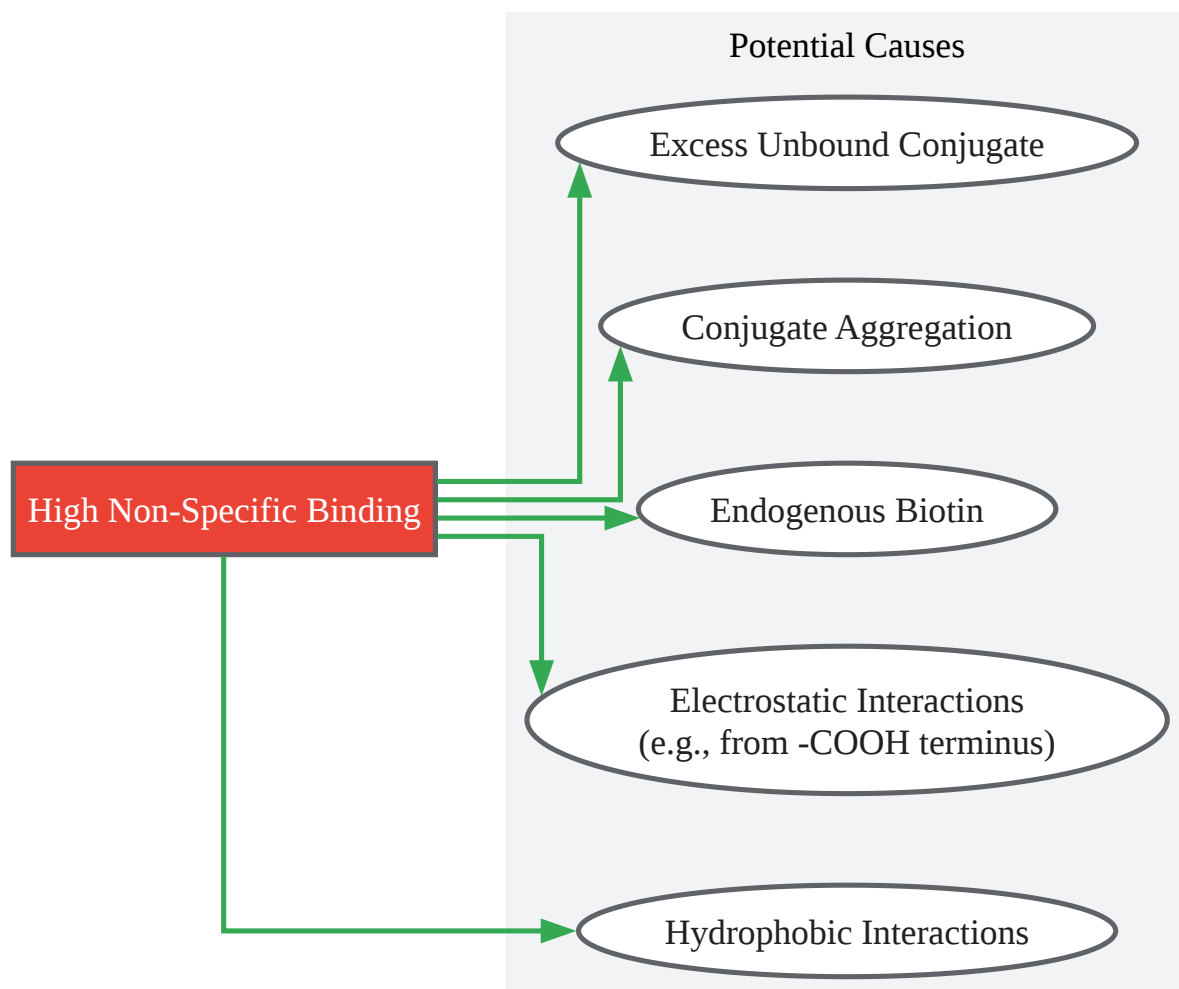 Potential Causes
Excess Unbound Conjugate
Conjugate Aggregation
High Non-Specific Binding
Endogenous Biotin
Electrostatic Interactions
(e.g., from -COOH terminus)
Hydrophobic Interactions